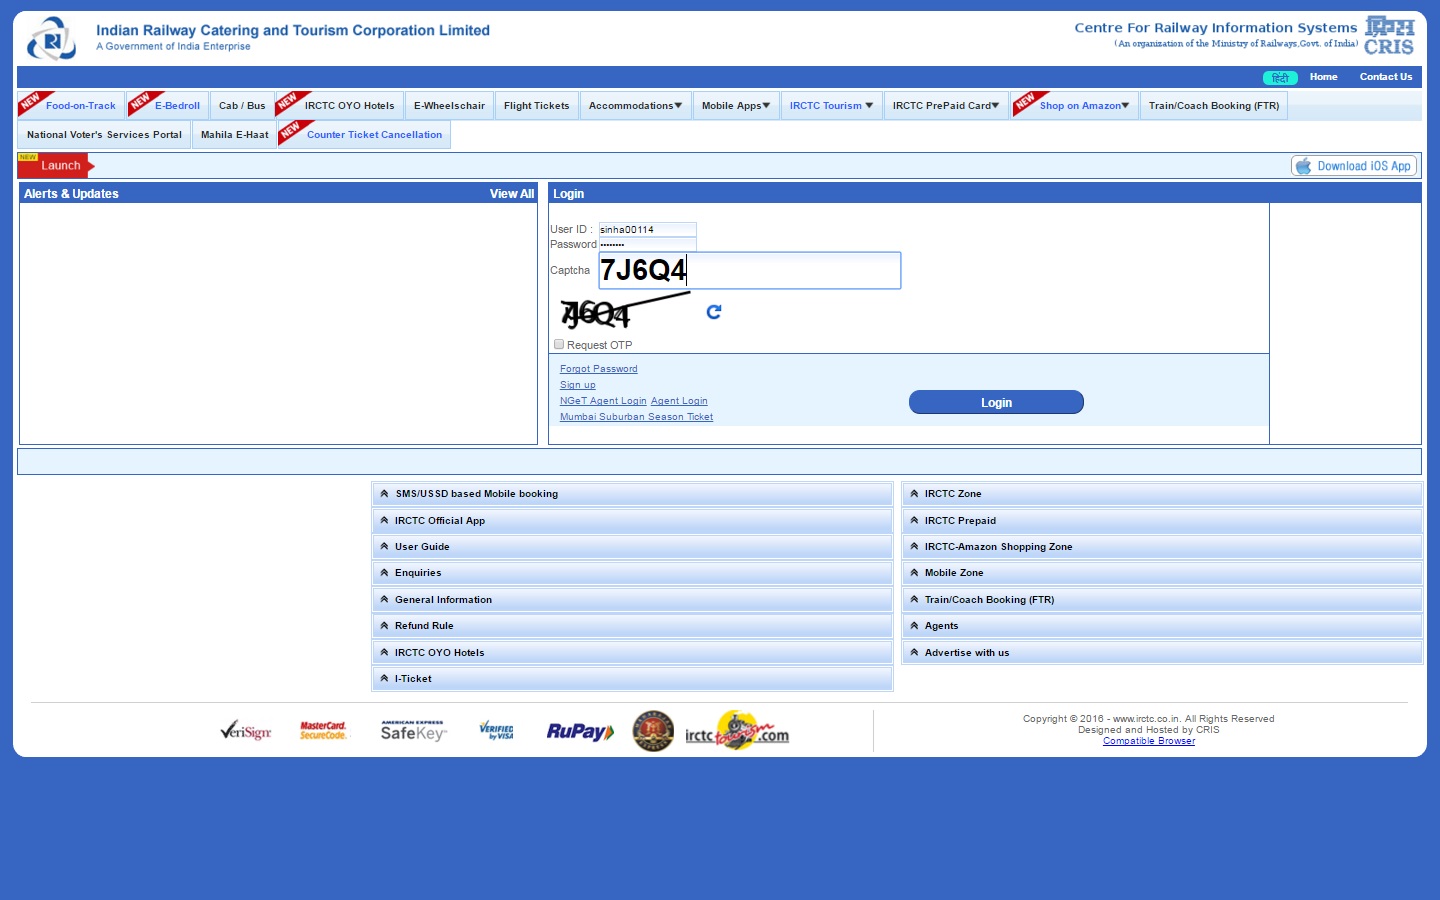 Indian Railway Catering and Tourism Corporation Limited
A Government of India Enterprise
Centre For Railway Information Systems
(An organization of the Ministry of Railways,Govt. of India)
CRIS
हिंदी Home Contact Us
NEW Food-on-Track NEW E-Bedroll Cab / Bus NEW IRCTC OYO Hotels E-Wheelschair Flight Tickets Accommodations Mobile Apps IRCTC Tourism IRCTC PrePaid Card NEW Shop on Amazon Train/Coach Booking (FTR)
National Voter's Services Portal Mahila E-Haat NEW Counter Ticket Cancellation
NEW
Launch Download iOS App
Alerts & Updates View All
Login
User ID : sinha00114
Password ••••••••
Captcha 7J6Q4
7J6Q4
Request OTP
Forgot Password
Sign up
NGeT Agent Login Agent Login
Mumbai Suburban Season Ticket
Login
SMS/USSD based Mobile booking
IRCTC Official App
User Guide
Enquiries
General Information
Refund Rule
IRCTC OYO Hotels
I-Ticket
IRCTC Zone
IRCTC Prepaid
IRCTC-Amazon Shopping Zone
Mobile Zone
Train/Coach Booking (FTR)
Agents
Advertise with us
VeriSign
MasterCard.
SecureCode.
AMERICAN EXPRESS
SafeKey
VERIFIED
by VISA
RuPay
irctc tourism .com
Copyright © 2016 - www.irctc.co.in. All Rights Reserved
Designed and Hosted by CRIS
Compatible Browser